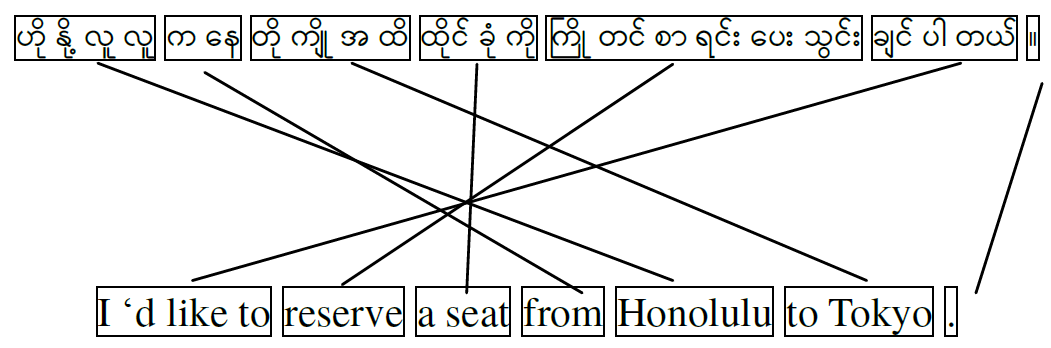 ဟို နို့ လူ လူ က နေ တို ကျို အ ထိ ထိုင် ခုံ ကို ကြို တင် စာ ရင်း ပေး သွင်း ချင် ပါ တယ် ။
I ‘d like to reserve a seat from Honolulu to Tokyo .